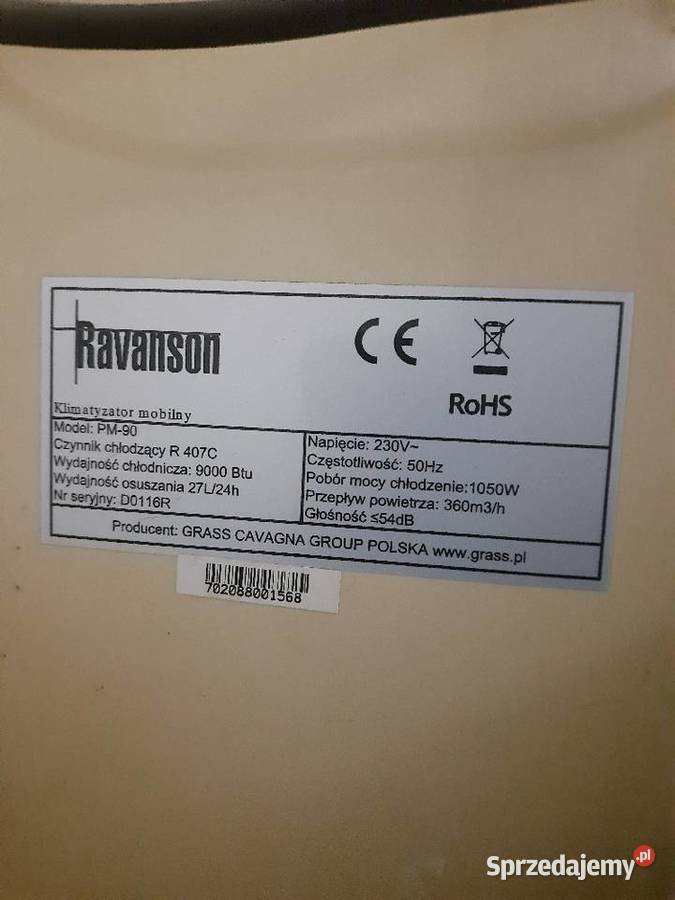 Ravanson
CE
RoHS
Klimatyzator mobilny
Model: PM-90
Czynnik chłodzący R 407C
Wydajność chłodnicza: 9000 Btu
Wydajność osuszania 27L/24h
Nr seryjny: D0116R
Napięcie: 230V~
Częstotliwość: 50Hz
Pobór mocy chłodzenie:1050W
Przepływ powietrza: 360m3/h
Głośność ≤54dB
Producent: GRASS CAVAGNA GROUP POLSKA www.grass.pl
702088001568
Sprzedajemy.pl